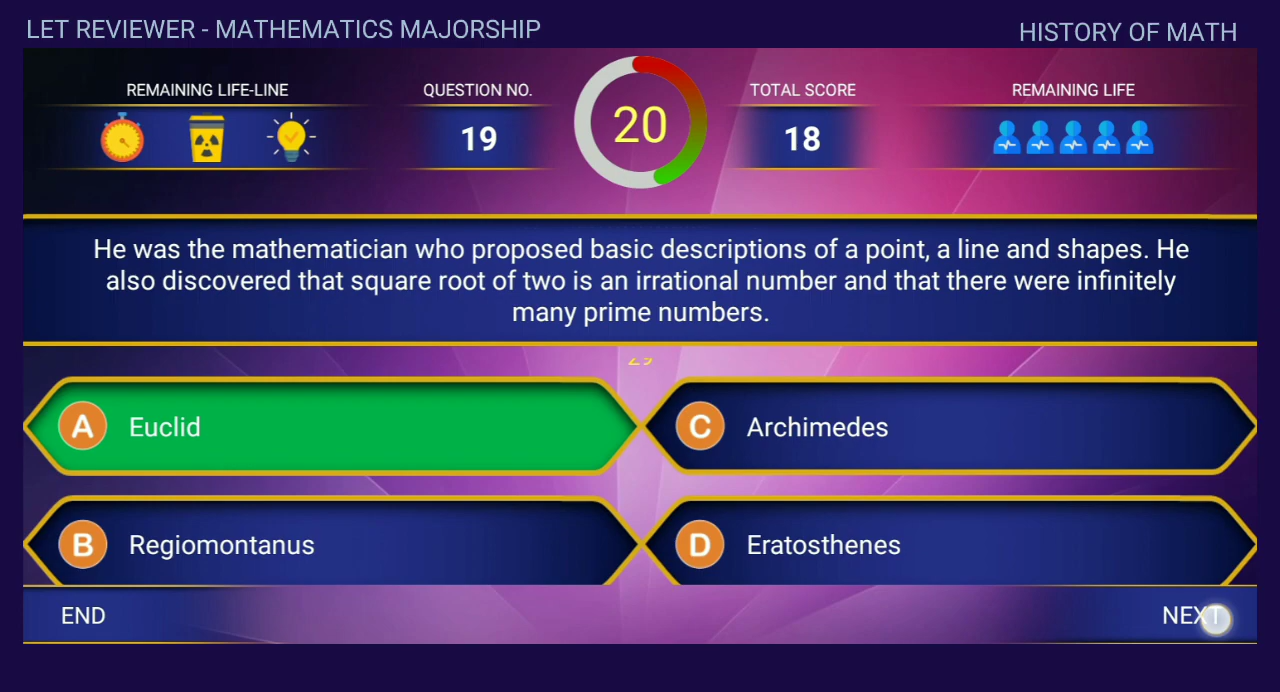 LET REVIEWER - MATHEMATICS MAJORSHIP
HISTORY OF MATH
REMAINING LIFE-LINE
QUESTION NO.
20
TOTAL SCORE
REMAINING LIFE
19
18
He was the mathematician who proposed basic descriptions of a point, a line and shapes. He
also discovered that square root of two is an irrational number and that there were infinitely
many prime numbers.
A Euclid
C Archimedes
B Regiomontanus
D Eratosthenes
END
NEXT